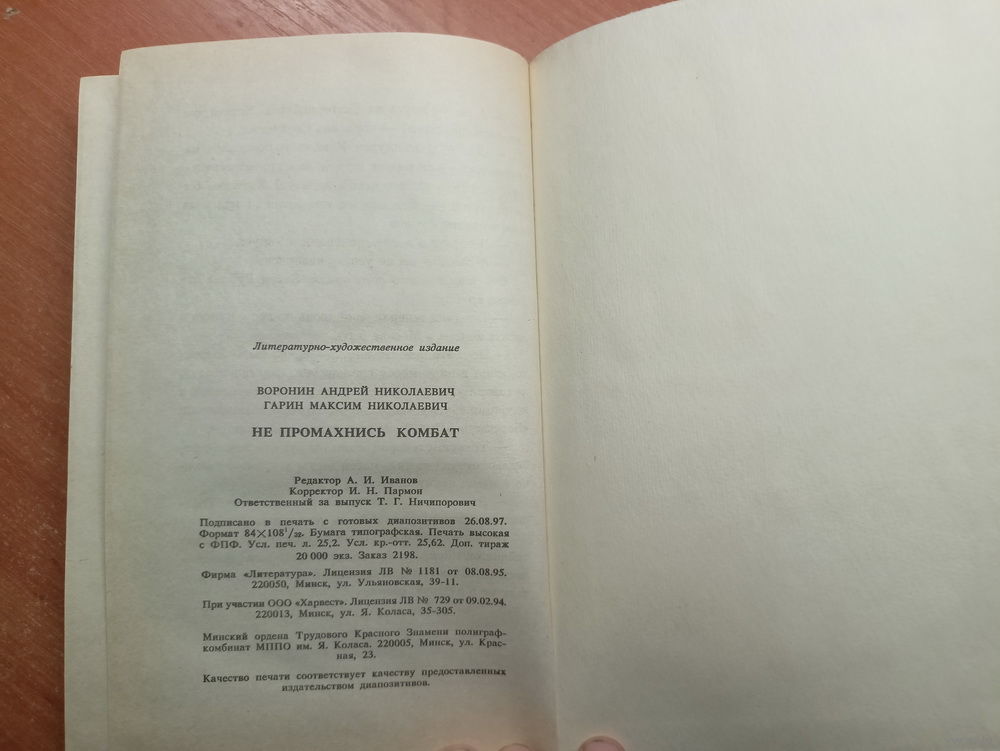 Литературно-художественное издание
ВОРОНИН АНДРЕЙ НИКОЛАЕВИЧ
ГАРИН МАКСИМ НИКОЛАЕВИЧ
НЕ ПРОМАХНИСЬ КОМБАТ
Редактор А. И. Иванов
Корректор И. Н. Пармон
Ответственный за выпуск Т. Г. Ничипорович
Подписано в печать с готовых диапозитивов 26.08.97.
Формат 84×108¹/₃₂. Бумага типографская. Печать высокая
с ФПФ. Усл. печ. л. 25,2. Усл. кр.-отт. 25,62. Доп. тираж
20 000 экз. Заказ 2198.
Фирма «Литература». Лицензия ЛВ № 1181 от 08.08.95.
220050, Минск, ул. Ульяновская, 39-11.
При участии ООО «Харвест». Лицензия ЛВ № 729 от 09.02.94.
220013, Минск, ул. Я. Коласа, 35-305.
Минский ордена Трудового Красного Знамени полиграф-
комбинат МППО им. Я. Коласа. 220005, Минск, ул. Крас-
ная, 23.
Качество печати соответствует качеству предоставленных
издательством диапозитивов.